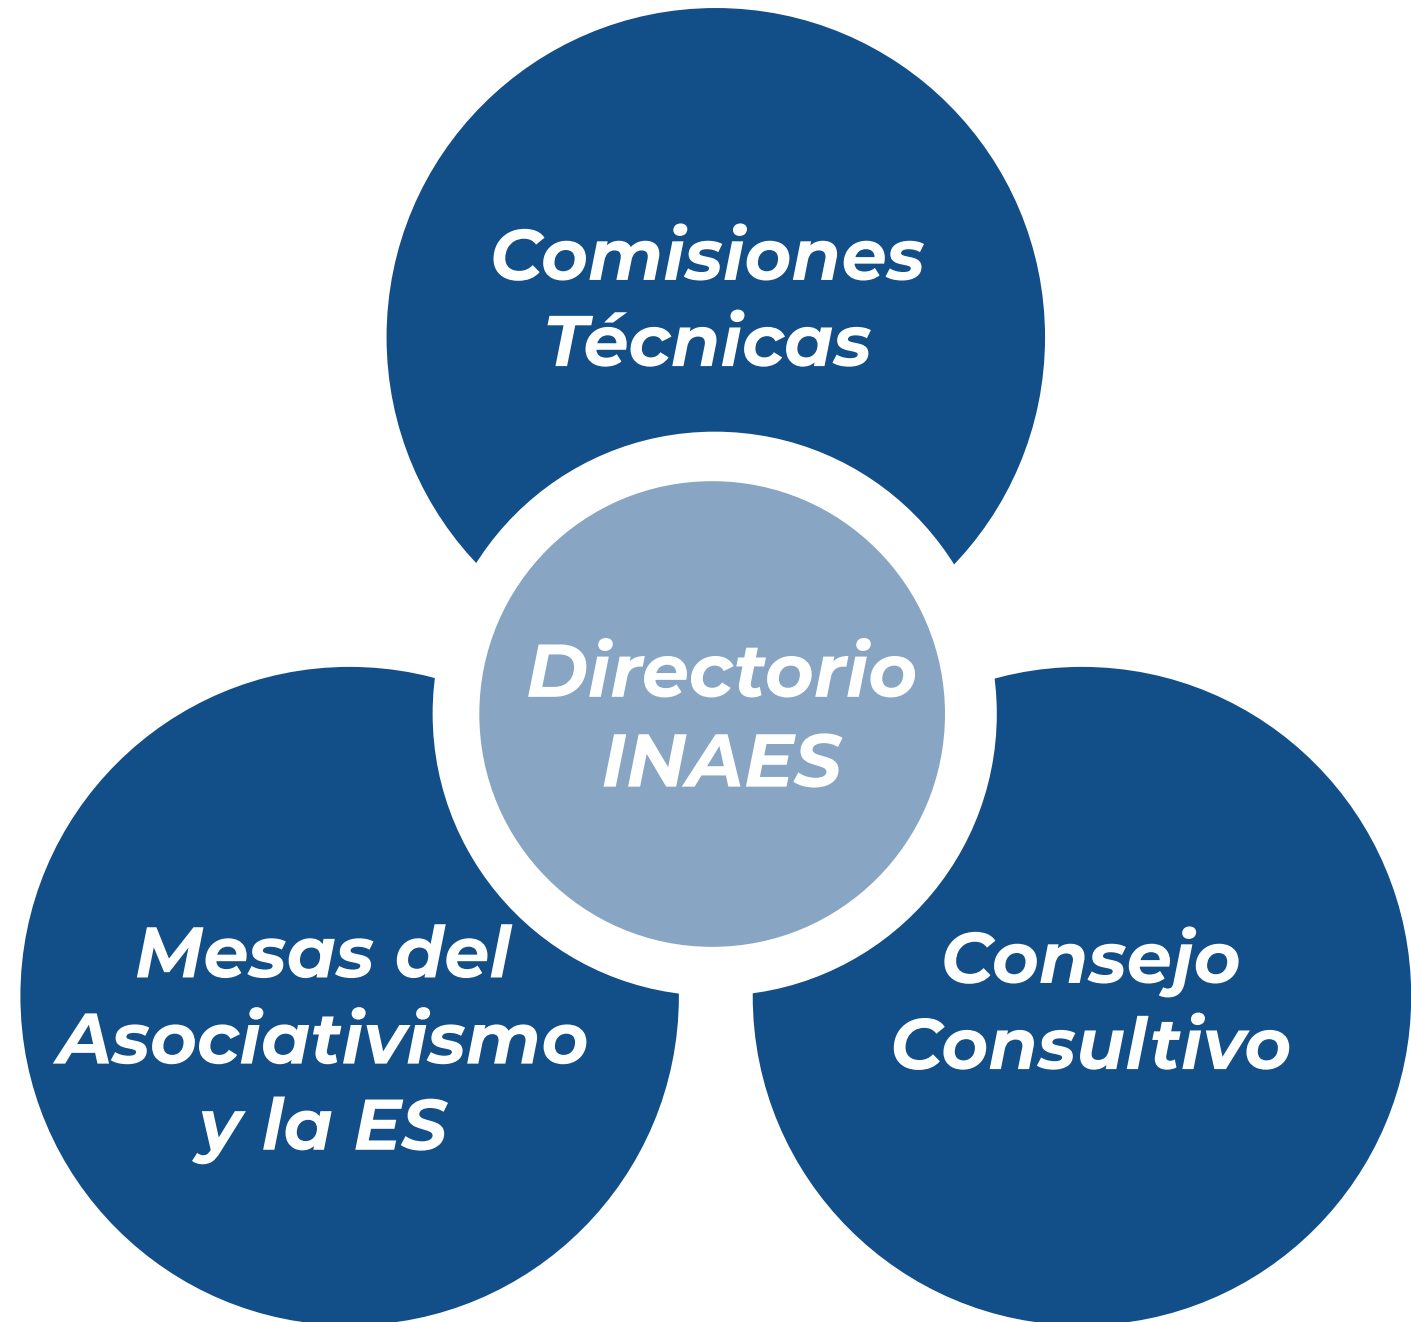 Comisiones
Técnicas
Directorio
INAES
Mesas del
Asociativismo
y la ES
Consejo
Consultivo